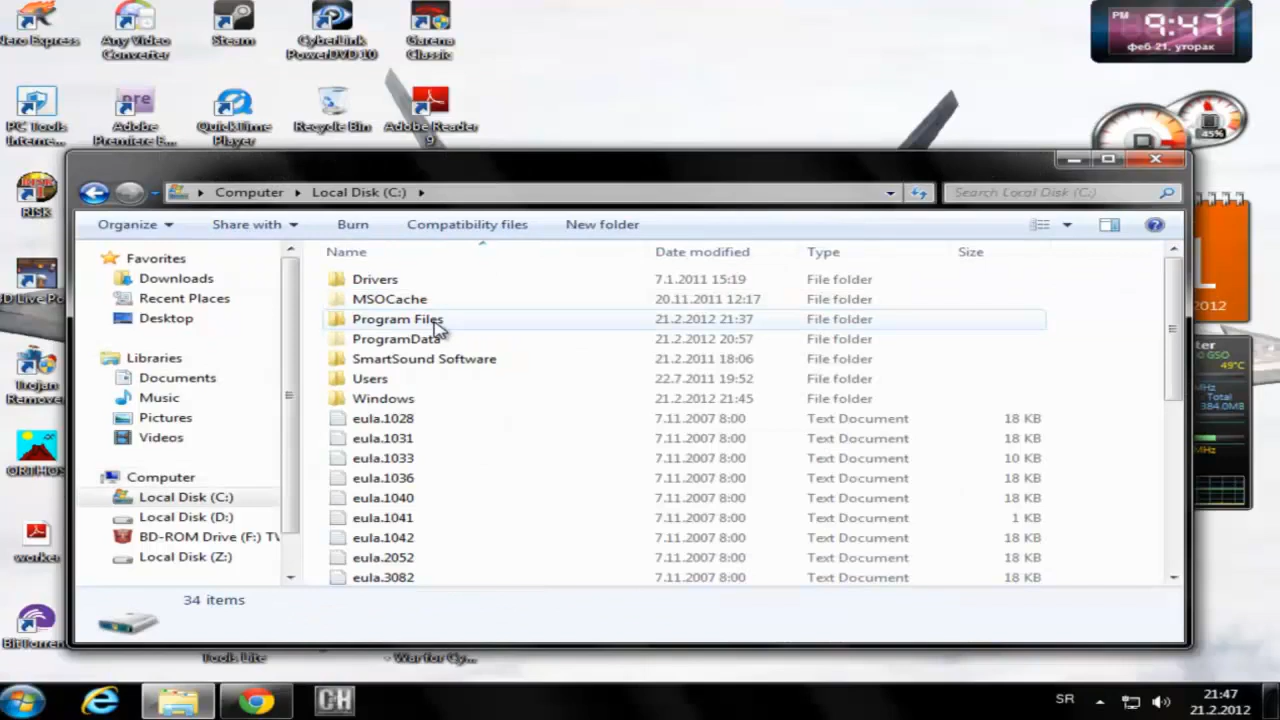 Nero Express
Any Video
Converter
Steam
CyberLink
PowerDVD 10
Garena
Classic
PM
9:47
феб 21, уторак
PC Tools
Interne...
Adobe
Premiere E...
QuickTime
Player
Recycle Bin
Adobe Reader
9
45%
RISK
Computer
Local Disk (C:)
Search Local Disk (C:)
Organize
Share with
Burn
Compatibility files
New folder
Favorites
Downloads
Recent Places
Desktop
Libraries
Documents
Music
Pictures
Videos
Computer
Local Disk (C:)
Local Disk (D:)
BD-ROM Drive (F:)
Local Disk (Z:)
Name Date modified Type Size
Drivers 7.1.2011 15:19 File folder
MSOCache 20.11.2011 12:17 File folder
Program Files 21.2.2012 21:37 File folder
ProgramData 21.2.2012 20:57 File folder
SmartSound Software 21.2.2011 18:06 File folder
Users 22.7.2011 19:52 File folder
Windows 21.2.2012 21:45 File folder
eula.1028 7.11.2007 8:00 Text Document 18 KB
eula.1031 7.11.2007 8:00 Text Document 18 KB
eula.1033 7.11.2007 8:00 Text Document 10 KB
eula.1036 7.11.2007 8:00 Text Document 18 KB
eula.1040 7.11.2007 8:00 Text Document 18 KB
eula.1041 7.11.2007 8:00 Text Document 1 KB
eula.1042 7.11.2007 8:00 Text Document 18 KB
eula.2052 7.11.2007 8:00 Text Document 18 KB
eula.3082 7.11.2007 8:00 Text Document 18 KB
34 items
2012
49°C
MHz
Total
384.0MB
MHz
Trojan
Remover
ORTHOS
worker
BitTorrent
Tools Lite
War for Cy...
CH
SR
21:47
21.2.2012